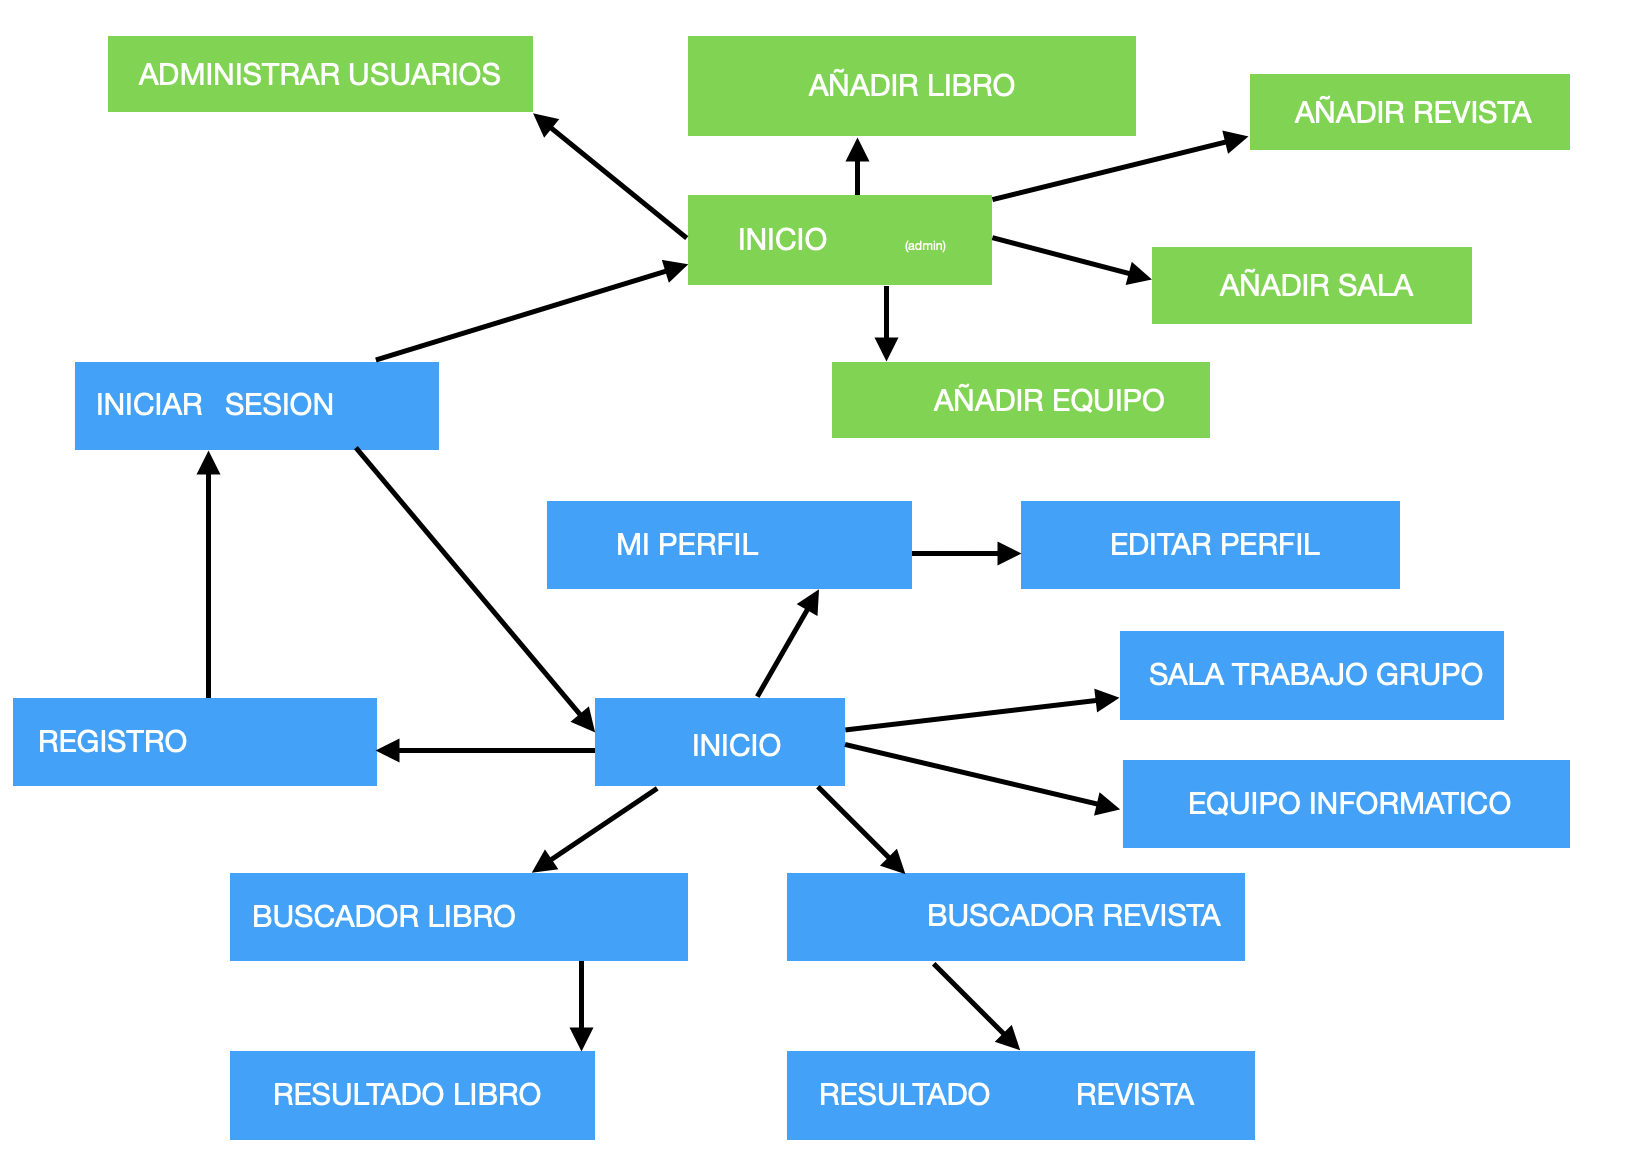 ADMINISTRAR USUARIOS
AÑADIR LIBRO
AÑADIR REVISTA
INICIO (admin)
AÑADIR SALA
INICIAR SESION
AÑADIR EQUIPO
MI PERFIL
EDITAR PERFIL
SALA TRABAJO GRUPO
REGISTRO
INICIO
EQUIPO INFORMATICO
BUSCADOR LIBRO
BUSCADOR REVISTA
RESULTADO LIBRO
RESULTADO REVISTA